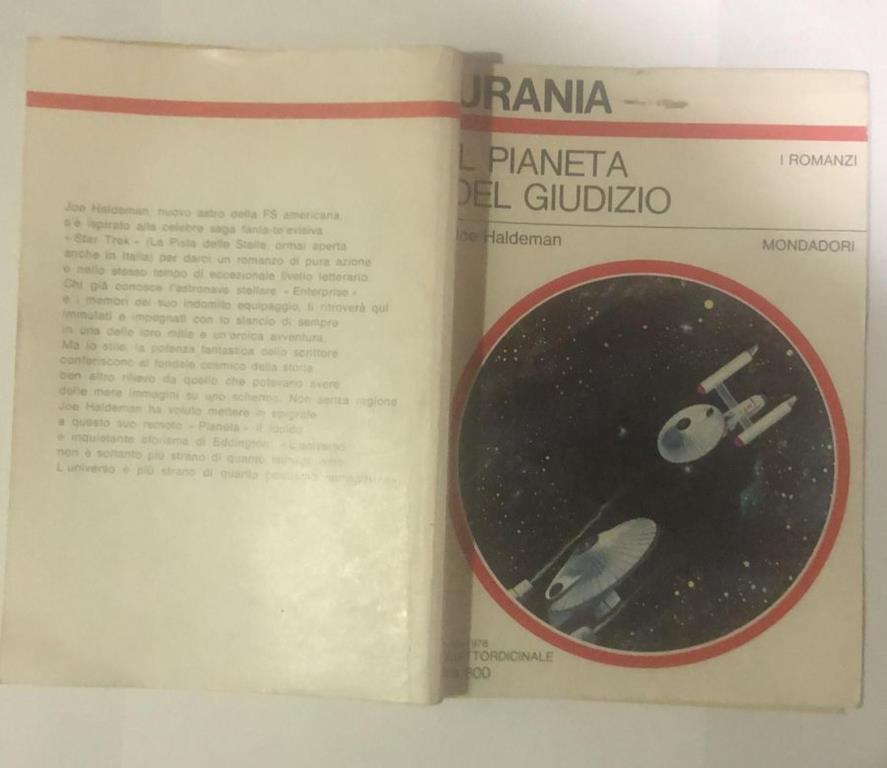 Joe Haldeman, nuovo astro della FS americana,
s'è ispirato alla celebre saga fanta-te'evisiva
« Star Trek » (La Pista delle Stelle, ormai aperta
anche in Italia) per darci un romanzo di pura azione
e nello stesso tempo di eccezionale livello letterario.
Chi già conosce l'astronave stellare « Enterprise »
e i membri del suo indomito equipaggio, li ritroverà qui
immutati e impegnati con lo slancio di sempre
in una delle loro mille e un'eroica avventura.
Ma lo stile, la potenza fantastica dello scrittore
conferiscono al fondale cosmico della storia
ben altro rilievo da quello che potevano avere
delle mere immagini su uno schermo. Non senza ragione
Joe Haldeman ha voluto mettere in epigrafe
a questo suo remoto « Pianeta » il lucido
e inquietante aforisma di Eddington: « L'universo
non è soltanto più strano di quanto
L'universo è più strano di quanto possiamo
URANIA
IL PIANETA
DEL GIUDIZIO
I ROMANZI
Joe Haldeman
MONDADORI
1978
QUATTORDICINALE
lire 800